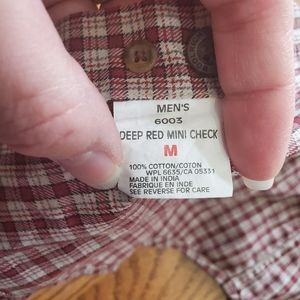 MEN'S
6003
DEEP RED MINI CHECK
M
100% COTTON/COTON
WPL 6635/CA 05331
MADE IN INDIA
FABRIQUE EN INDE
SEE REVERSE FOR CARE